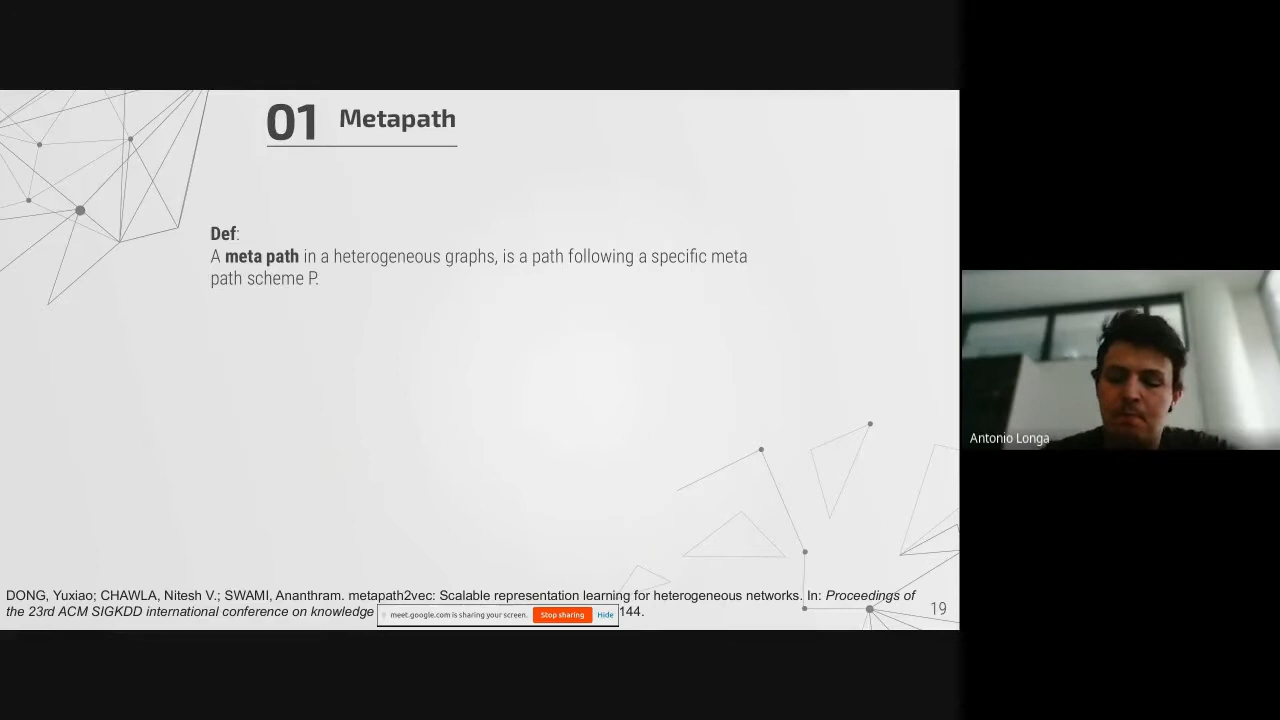 01 Metapath
Def:
A meta path in a heterogeneous graphs, is a path following a specific meta
path scheme P.
Antonio Longa
DONG, Yuxiao; CHAWLA, Nitesh V.; SWAMI, Ananthram. metapath2vec: Scalable representation learning for heterogeneous networks. In: Proceedings of
the 23rd ACM SIGKDD international conference on knowledge 144.
meet.google.com is sharing your screen. Stop sharing Hide
19